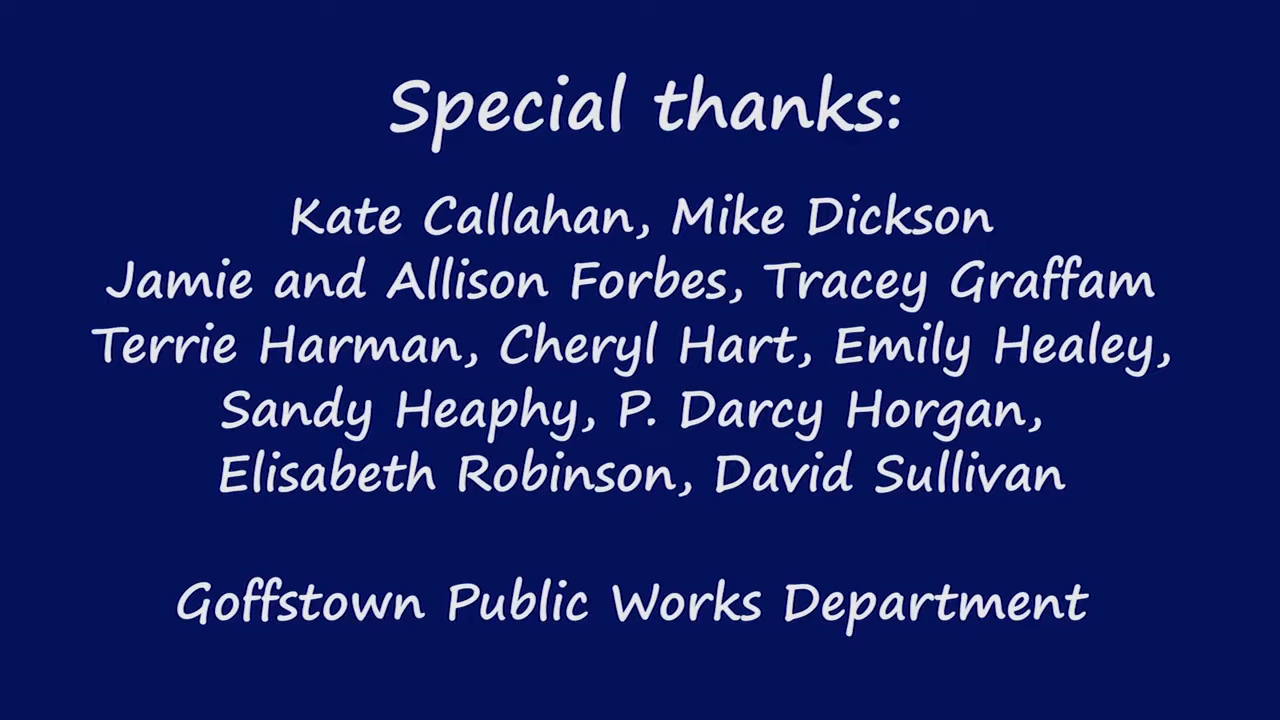 Special thanks:
Kate Callahan, Mike Dickson
Jamie and Allison Forbes, Tracey Graffam
Terrie Harman, Cheryl Hart, Emily Healey,
Sandy Heaphy, P. Darcy Horgan,
Elisabeth Robinson, David Sullivan
Goffstown Public Works Department